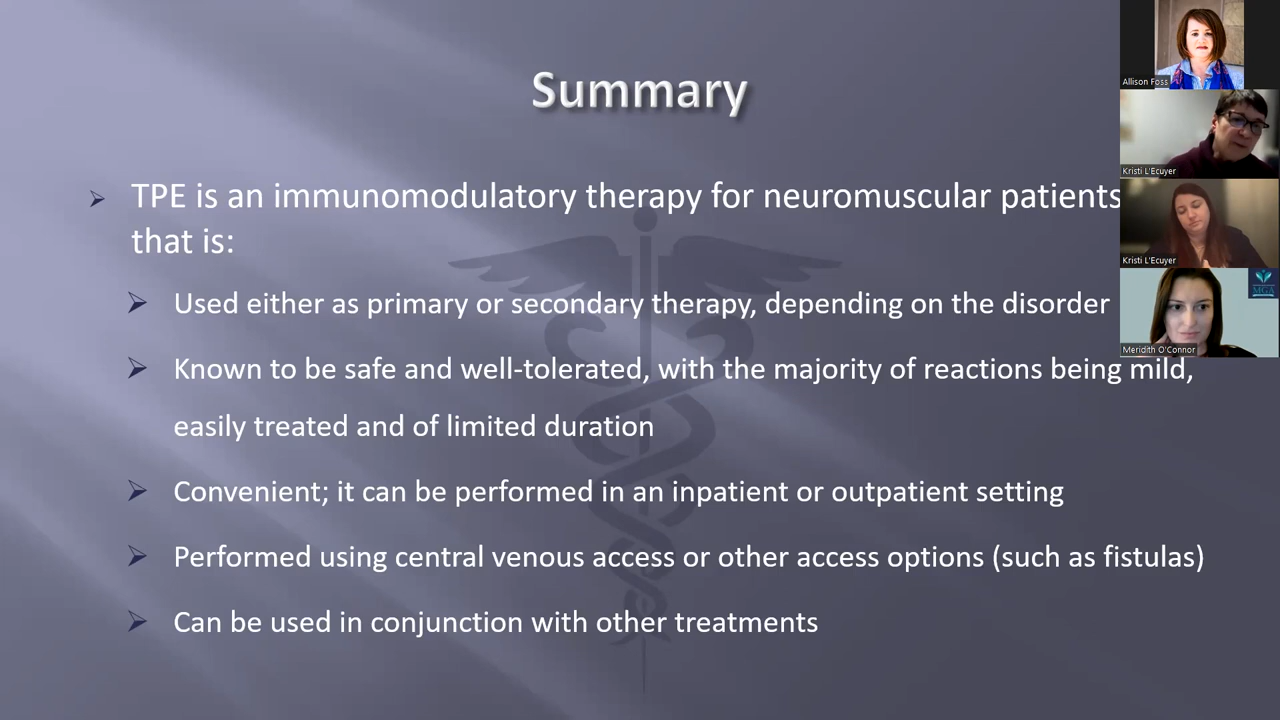 Summary
TPE is an immunomodulatory therapy for neuromuscular patients
that is:
Used either as primary or secondary therapy, depending on the disorder
Known to be safe and well-tolerated, with the majority of reactions being mild,
easily treated and of limited duration
Convenient; it can be performed in an inpatient or outpatient setting
Performed using central venous access or other access options (such as fistulas)
Can be used in conjunction with other treatments
Allison Foss
Kristi L'Ecuyer
Kristi L'Ecuyer
MGA
Meridith O'Connor